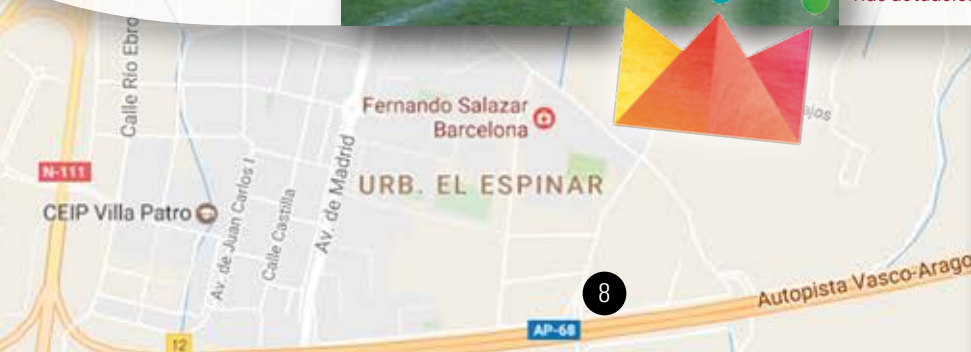 Calle Río Ebro
Fernando Salazar
Barcelona
N-111
URB. EL ESPINAR
CEIP Villa Patro
Av. de Juan Carlos I
Calle Castilla
Av. de Madrid
8
Autopista Vasco-Arago
AP-68
12